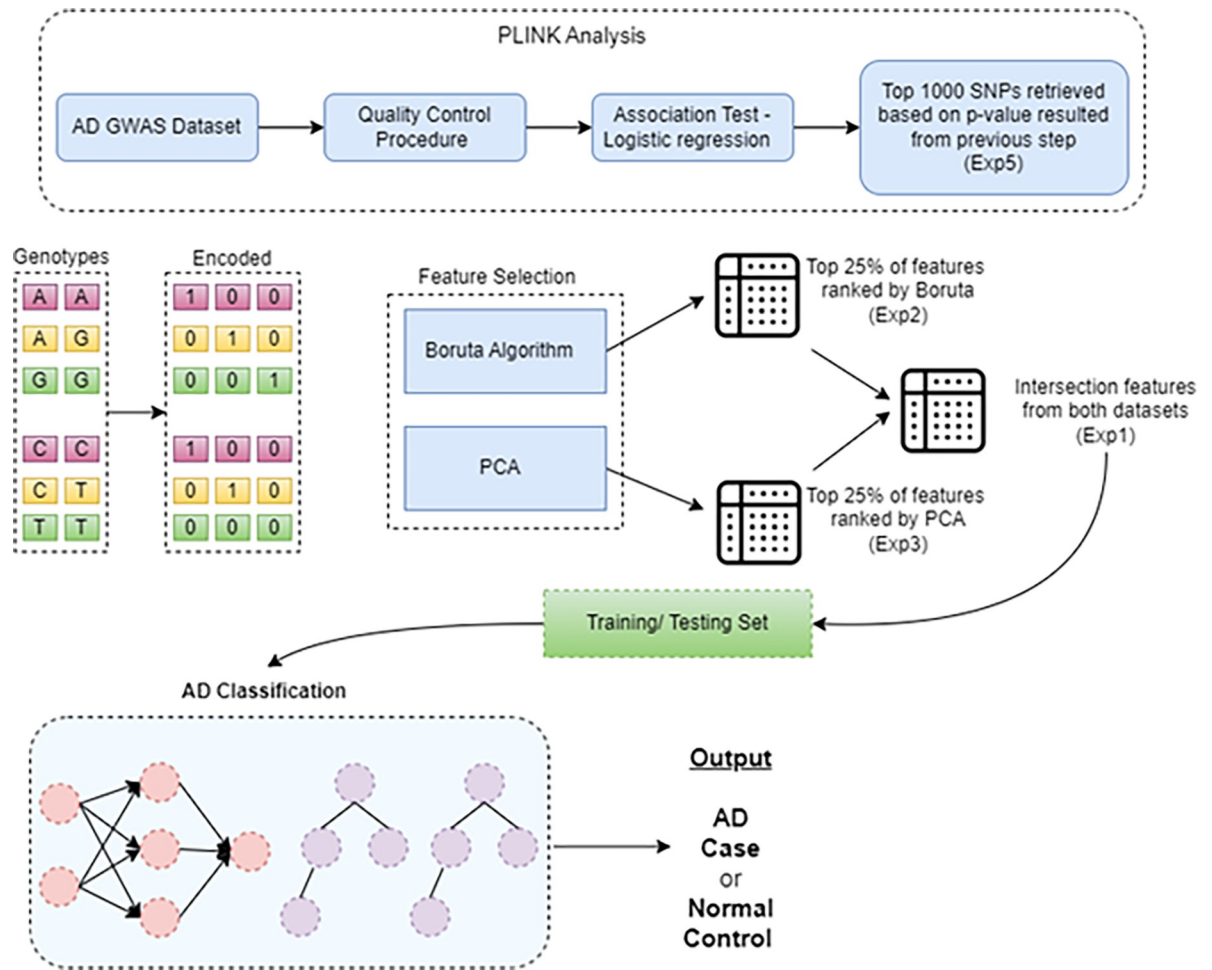 PLINK Analysis
AD GWAS Dataset
Quality Control
Procedure
Association Test -
Logistic regression
Top 1000 SNPs retrieved
based on p-value resulted
from previous step
(Exp5)
Genotypes
A A
A G
G G
C C
C T
T T
Encoded
1 0 0
0 1 0
0 0 1
1 0 0
0 1 0
0 0 0
Feature Selection
Boruta Algorithm
PCA
Top 25% of features
ranked by Boruta
(Exp2)
Top 25% of features
ranked by PCA
(Exp3)
Intersection features
from both datasets
(Exp1)
Training/ Testing Set
AD Classification
Output
AD
Case
or
Normal
Control